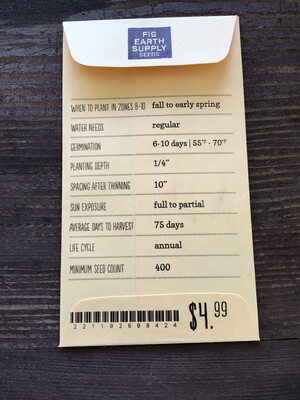 FIG
EARTH
SUPPLY
SEEDS
WHEN TO PLANT IN ZONES 8-10 fall to early spring
WATER NEEDS regular
GERMINATION 6-10 days | 55°F - 70°F
PLANTING DEPTH 1/4"
SPACING AFTER THINNING 10"
SUN EXPOSURE full to partial
AVERAGE DAYS TO HARVEST 75 days
LIFE CYCLE annual
MINIMUM SEED COUNT 400
221102608424
$4.99